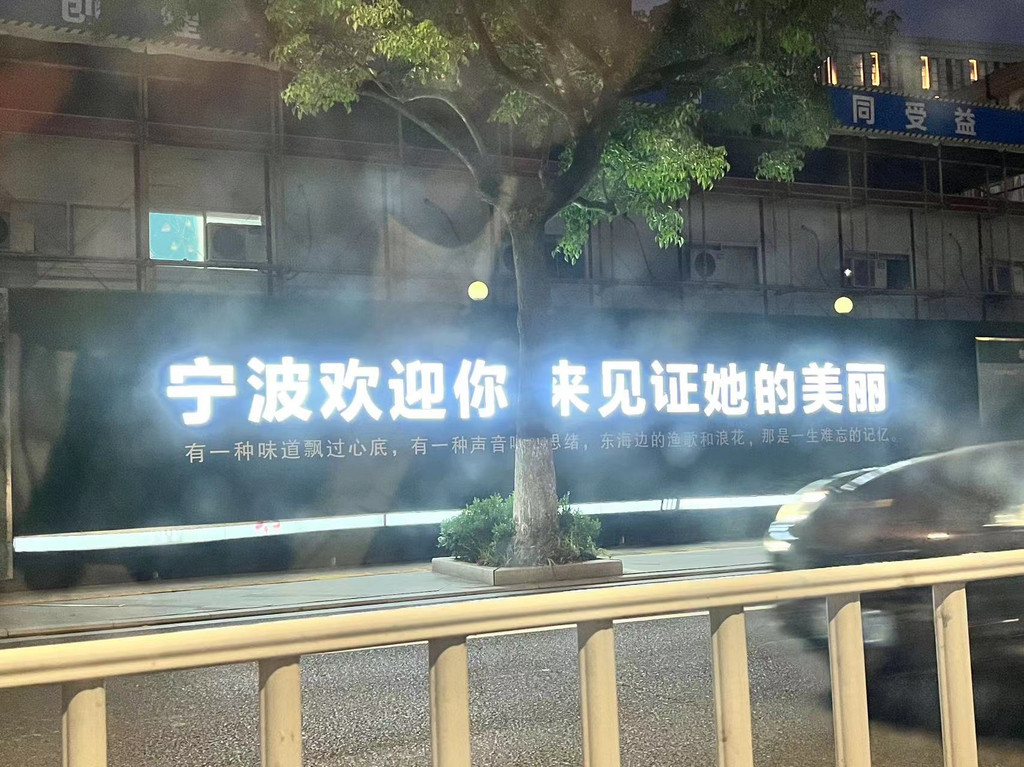 创
同受益
宁波欢迎你 来见证她的美丽
有一种味道飘过心底，有一种声音 思绪，东海边的渔歌和浪花，那是一生难忘的记忆。